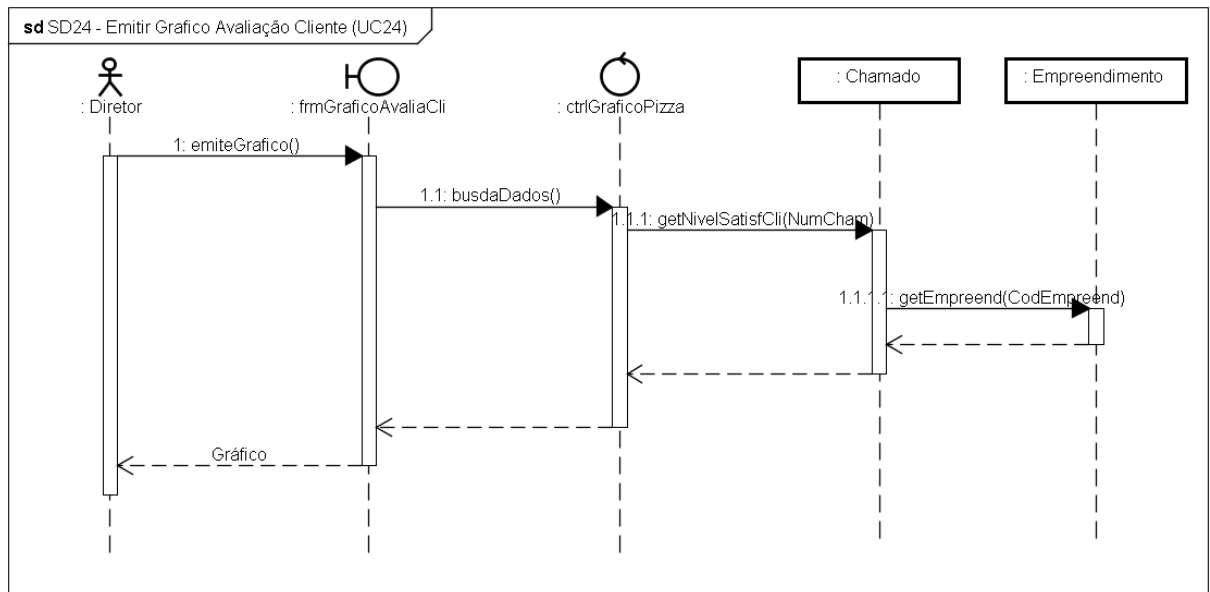 sd SD24 - Emitir Grafico Avaliação Cliente (UC24)
: Diretor
: frmGraficoAvaliaCli
: ctrlGraficoPizza
: Chamado
: Empreendimento
1: emiteGrafico()
1.1: busdaDados()
1.1.1: getNivelSatisfCli(NumCham)
1.1.1.1: getEmpreend(CodEmpreend)
Gráfico